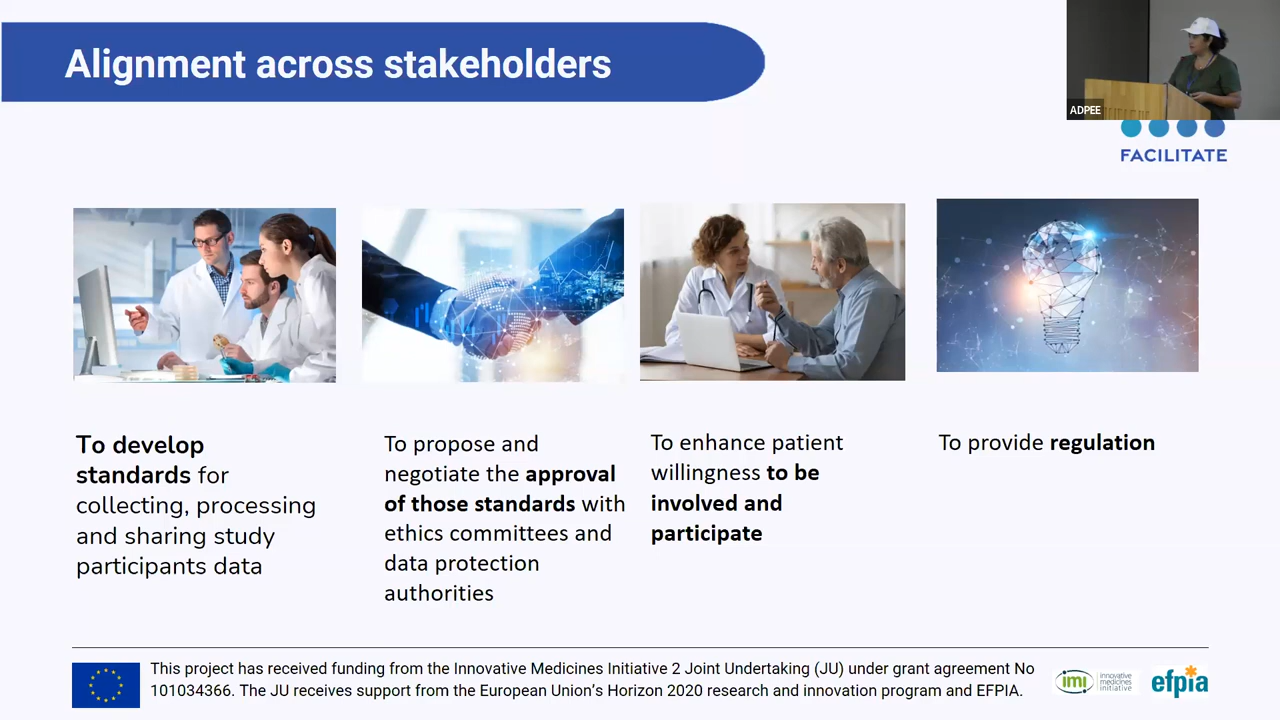 Alignment across stakeholders
ADPEE
FACILITATE
To develop
standards for
collecting, processing
and sharing study
participants data
To propose and
negotiate the approval
of those standards with
ethics committees and
data protection
authorities
To enhance patient
willingness to be
involved and
participate
To provide regulation
This project has received funding from the Innovative Medicines Initiative 2 Joint Undertaking (JU) under grant agreement No
101034366. The JU receives support from the European Union's Horizon 2020 research and innovation program and EFPIA.
imi
innovative
medicines
initiative
efpia